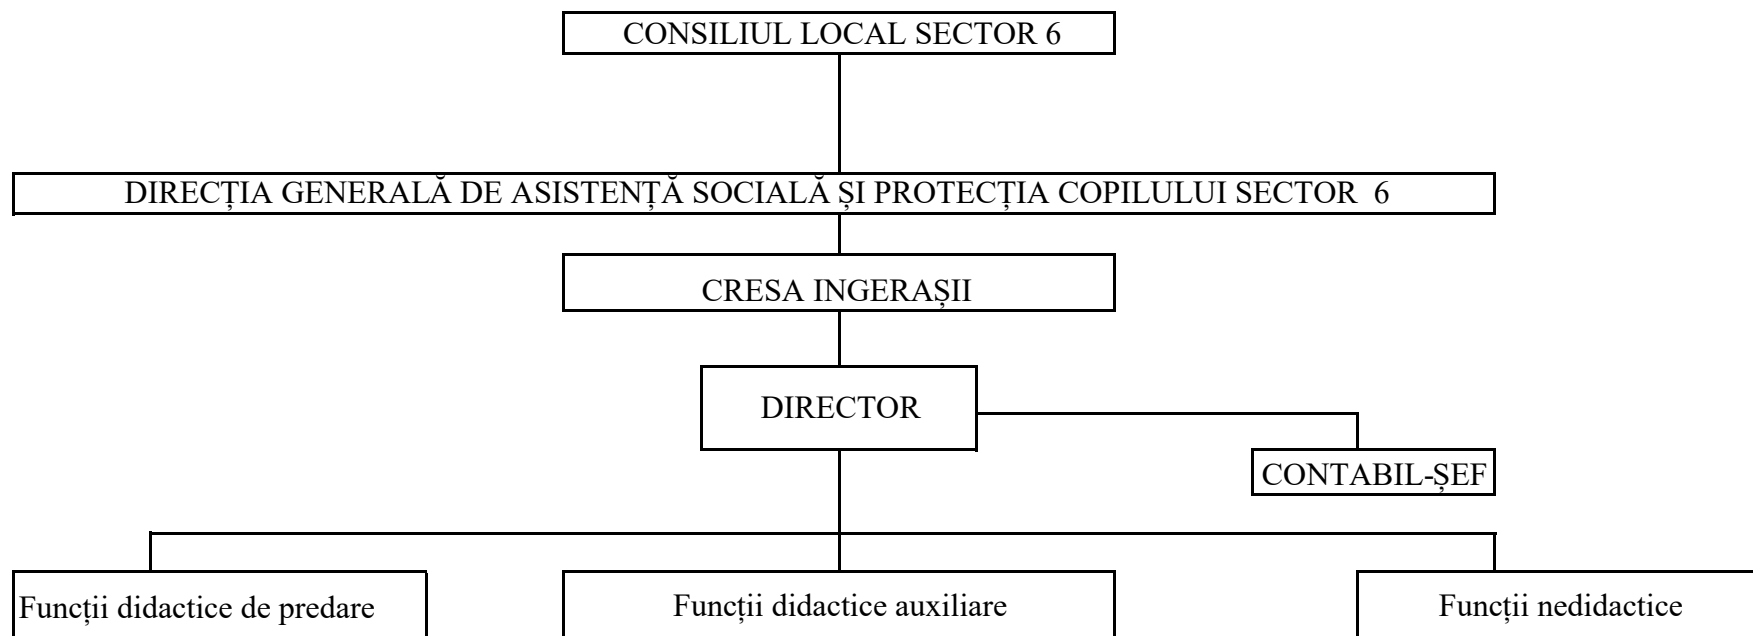 CONSILIUL LOCAL SECTOR 6
DIRECȚIA GENERALĂ DE ASISTENȚĂ SOCIALĂ ȘI PROTECȚIA COPILULUI SECTOR 6
CRESA INGERAȘII
DIRECTOR
CONTABIL-ȘEF
Funcții didactice de predare
Funcții didactice auxiliare
Funcții nedidactice